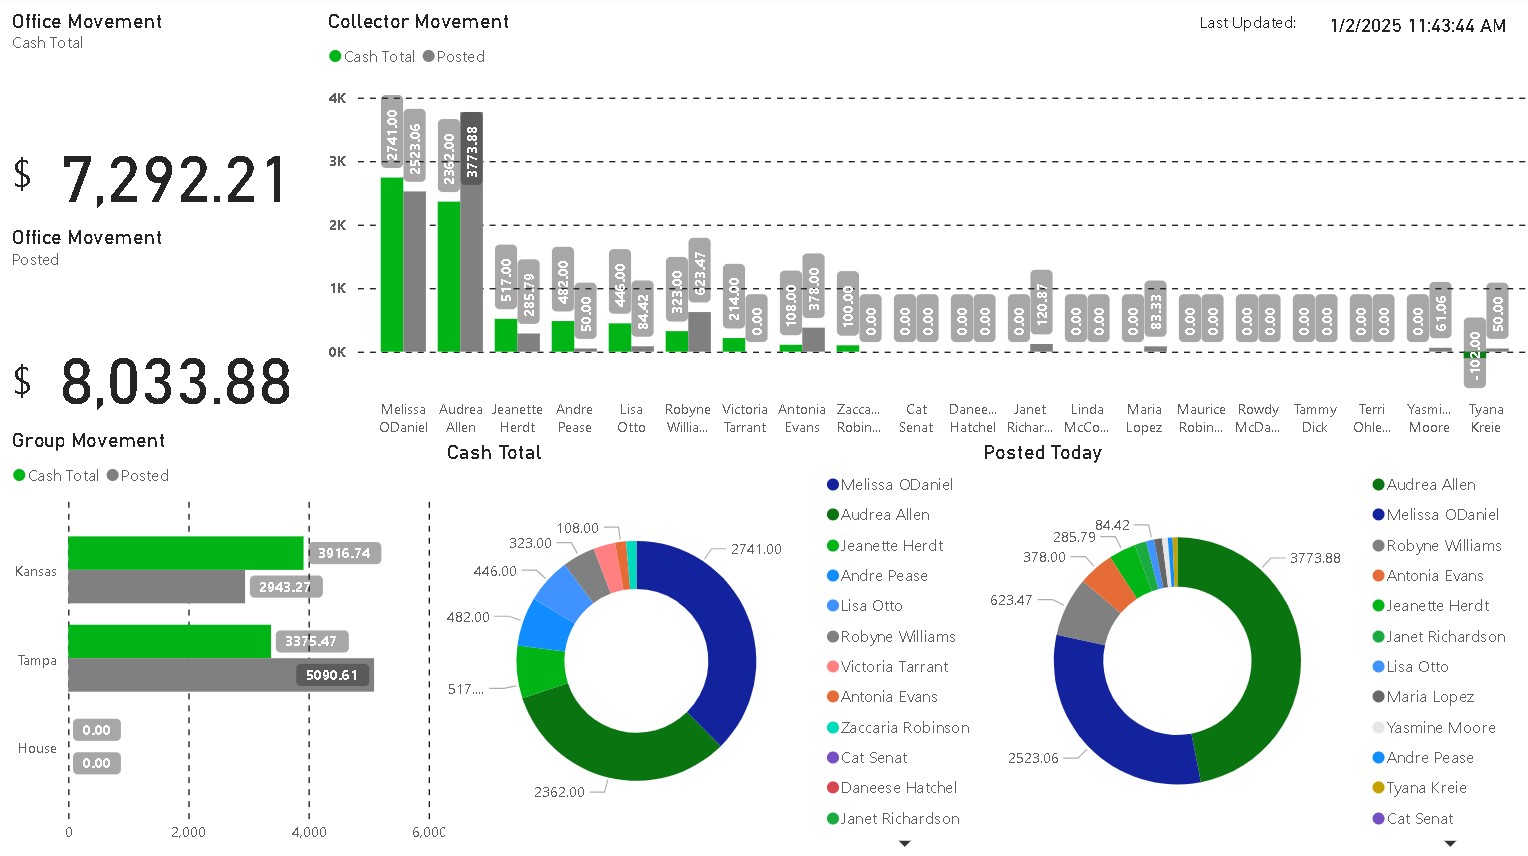 Office Movement
Cash Total
$ 7,292.21
Office Movement
Posted
$ 8,033.88
Collector Movement
Cash Total Posted
Last Updated: 1/2/2025 11:43:44 AM
4K
3K
2K
1K
0K
2741.00 2523.06 2362.00 3773.88 517.00 285.79 482.00 50.00 446.00 84.42 323.00 623.47 214.00 0.00 108.00 378.00 100.00 0.00 0.00 0.00 0.00 0.00 0.00 120.87 0.00 0.00 0.00 83.33 0.00 0.00 0.00 0.00 0.00 0.00 0.00 0.00 0.00 61.06 -102.00 50.00
Melissa Audrea Jeanette Andre Lisa Robyne Victoria Antonia Zacca... Cat Danee... Janet Linda Maria Maurice Rowdy Tammy Terri Yasmi... Tyana
ODaniel Allen Herdt Pease Otto Willia... Tarrant Evans Robin... Senat Hatchel Richar... McCo... Lopez Robin... McDa... Dick Ohle... Moore Kreie
Group Movement
Cash Total Posted
Kansas
3916.74
2943.27
Tampa
3375.47
5090.61
House
0.00
0.00
0 2,000 4,000 6,000
Cash Total
108.00
323.00
446.00
482.00
517....
2362.00
2741.00
Melissa ODaniel
Audrea Allen
Jeanette Herdt
Andre Pease
Lisa Otto
Robyne Williams
Victoria Tarrant
Antonia Evans
Zaccaria Robinson
Cat Senat
Daneese Hatchel
Janet Richardson
Posted Today
84.42
285.79
378.00
623.47
2523.06
3773.88
Audrea Allen
Melissa ODaniel
Robyne Williams
Antonia Evans
Jeanette Herdt
Janet Richardson
Lisa Otto
Maria Lopez
Yasmine Moore
Andre Pease
Tyana Kreie
Cat Senat